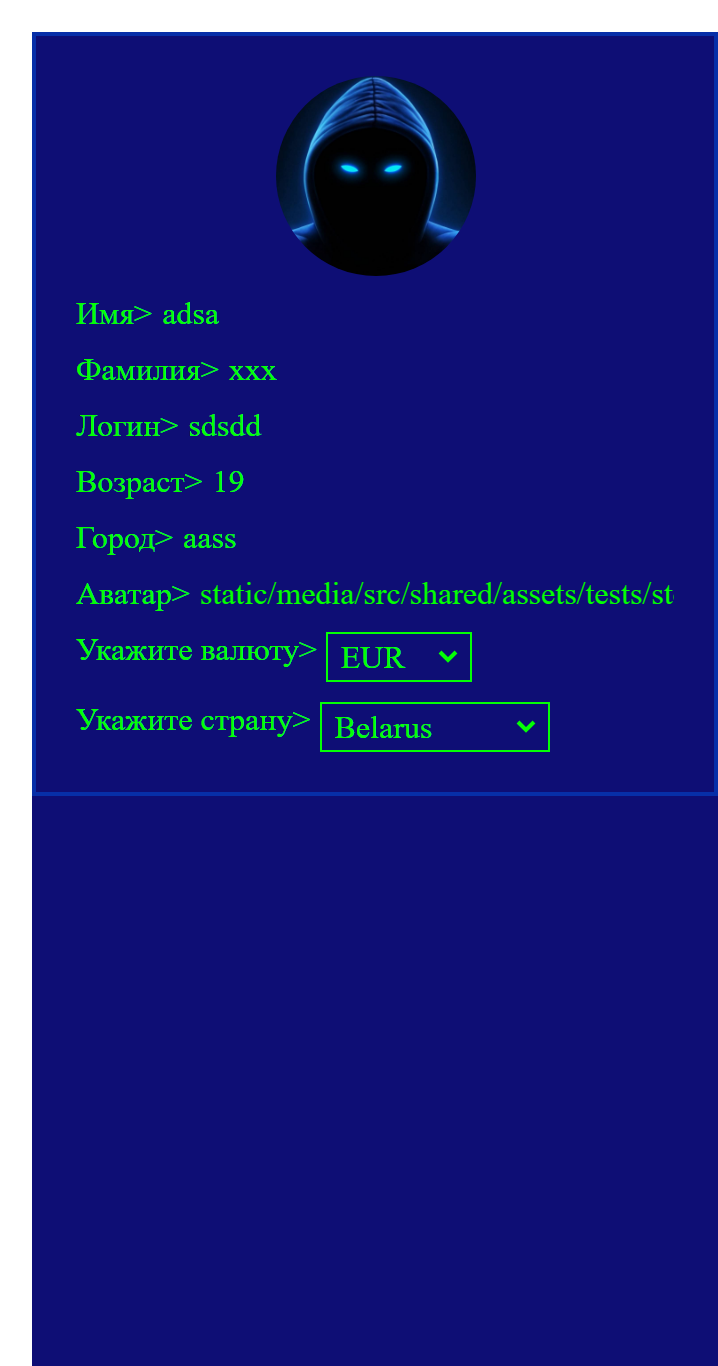 Имя> adsa
Фамилия> xxx
Логин> sdsdd
Возраст> 19
Город> aass
Аватар> static/media/src/shared/assets/tests/st
Укажите валюту> EUR
Укажите страну> Belarus